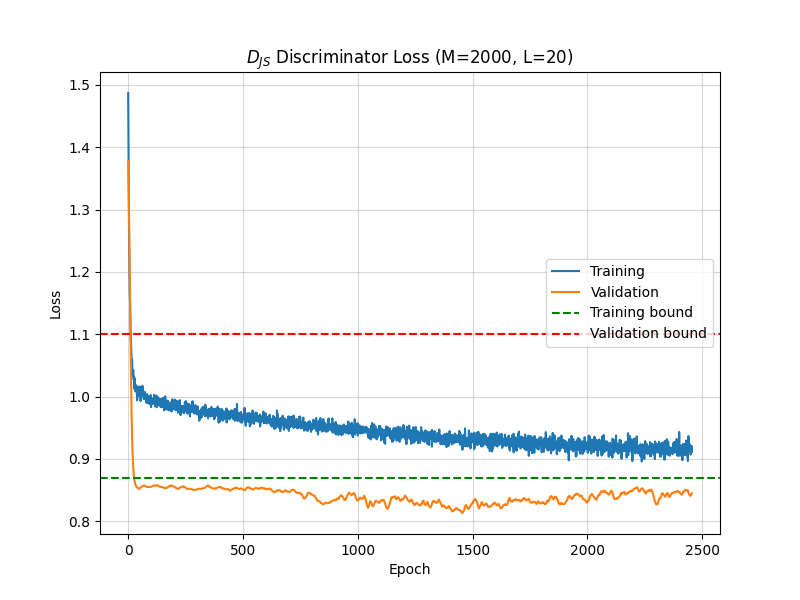 D_JS Discriminator Loss (M=2000, L=20)
1.5
1.4
1.3
1.2
1.1
1.0
0.9
0.8
Loss
Training
Validation
Training bound
Validation bound
0 500 1000 1500 2000 2500
Epoch